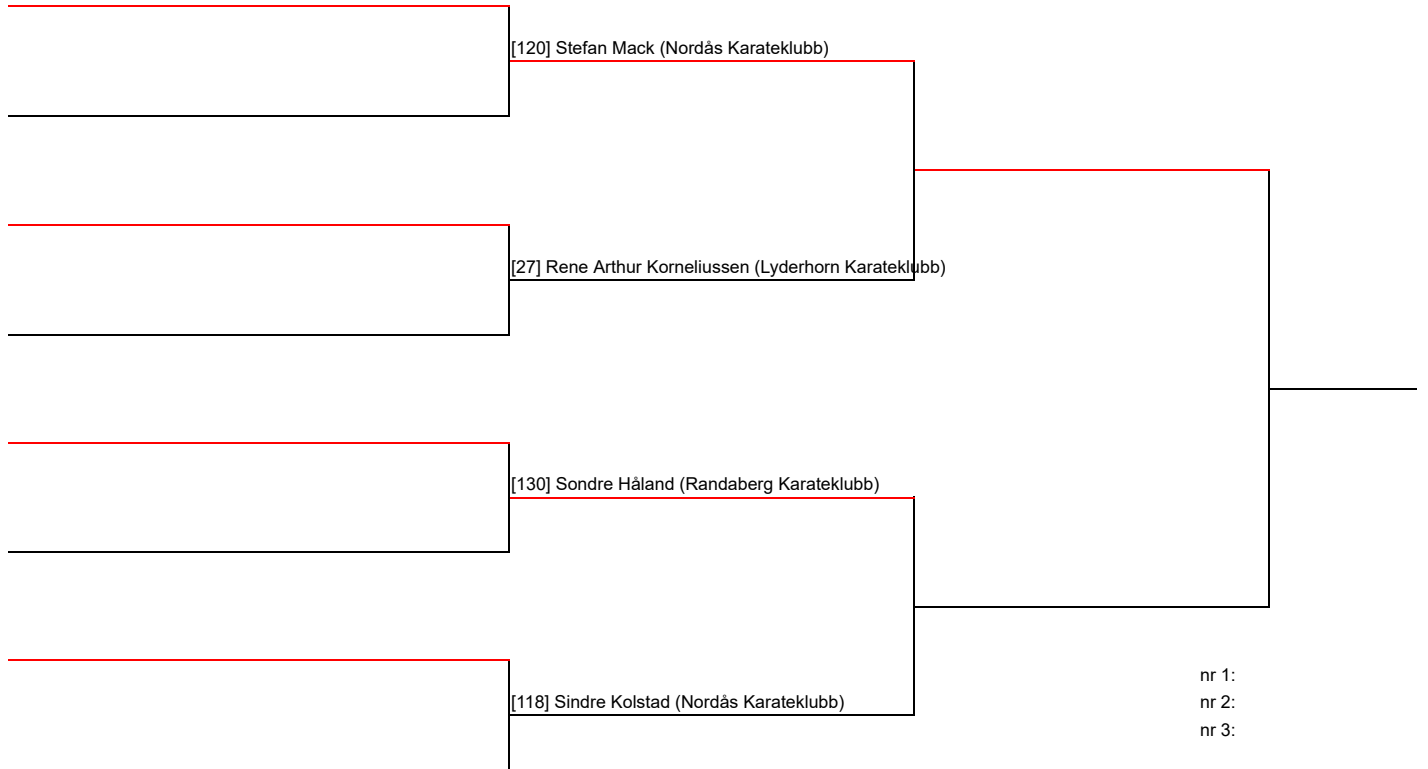 [120] Stefan Mack (Nordås Karateklubb)
[27] Rene Arthur Korneliussen (Lyderhorn Karateklubb)
[130] Sondre Håland (Randaberg Karateklubb)
[118] Sindre Kolstad (Nordås Karateklubb)
nr 1:
nr 2:
nr 3: